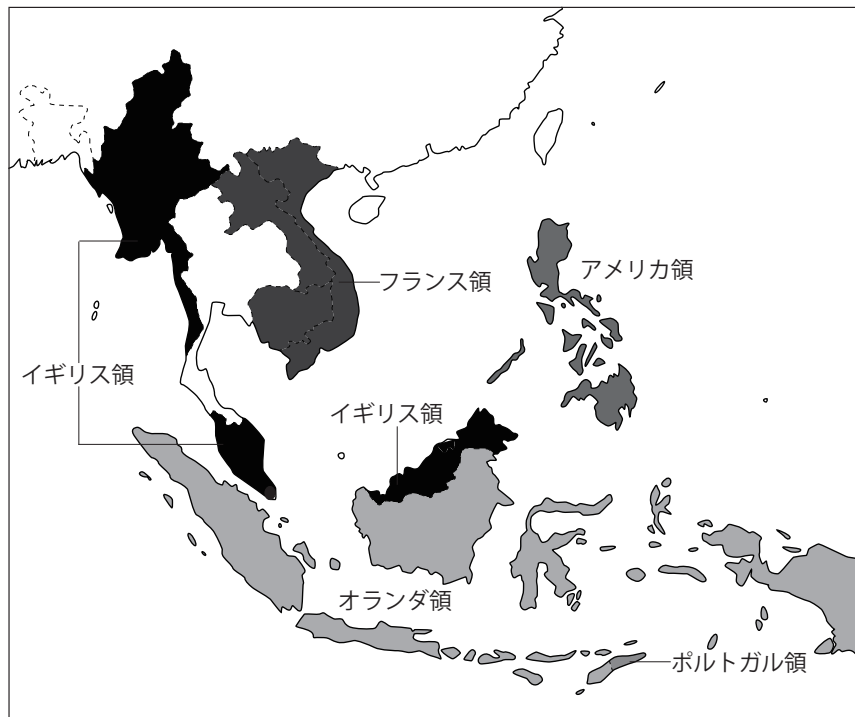 アメリカ領
フランス領
イギリス領
イギリス領
オランダ領
ポルトガル領